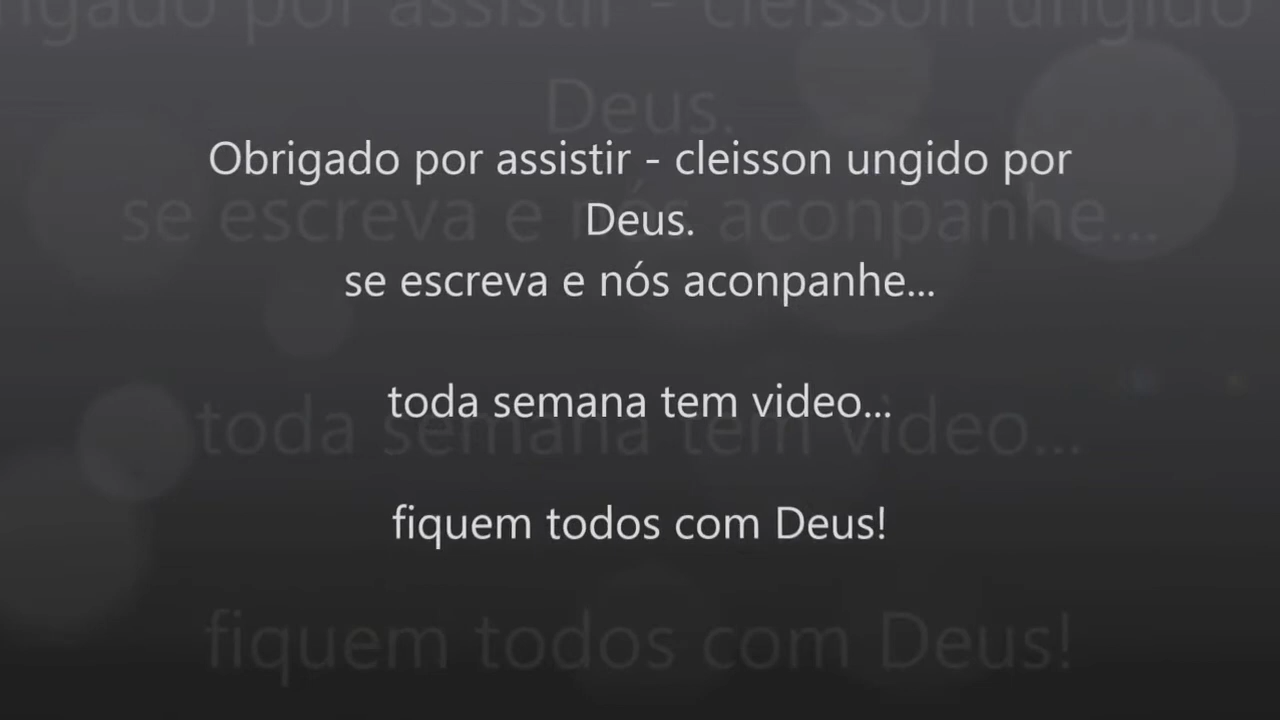 Obrigado por assistir - cleisson ungido por
Deus.
se escreva e nós aconpanhe...
toda semana tem video...
fiquem todos com Deus!